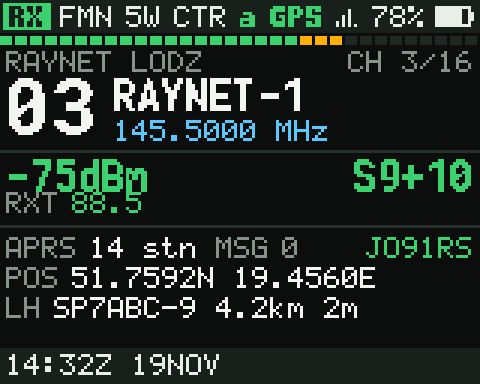 RX FMN 5W CTR a GPS 78%
RAYNET LODZ CH 3/16
03 RAYNET-1
145.5000 MHz
-75dBm S9+10
RXT 88.5
APRS 14 stn MSG 0 JO91RS
POS 51.7592N 19.4560E
LH SP7ABC-9 4.2km 2m
14:32Z 19NOV